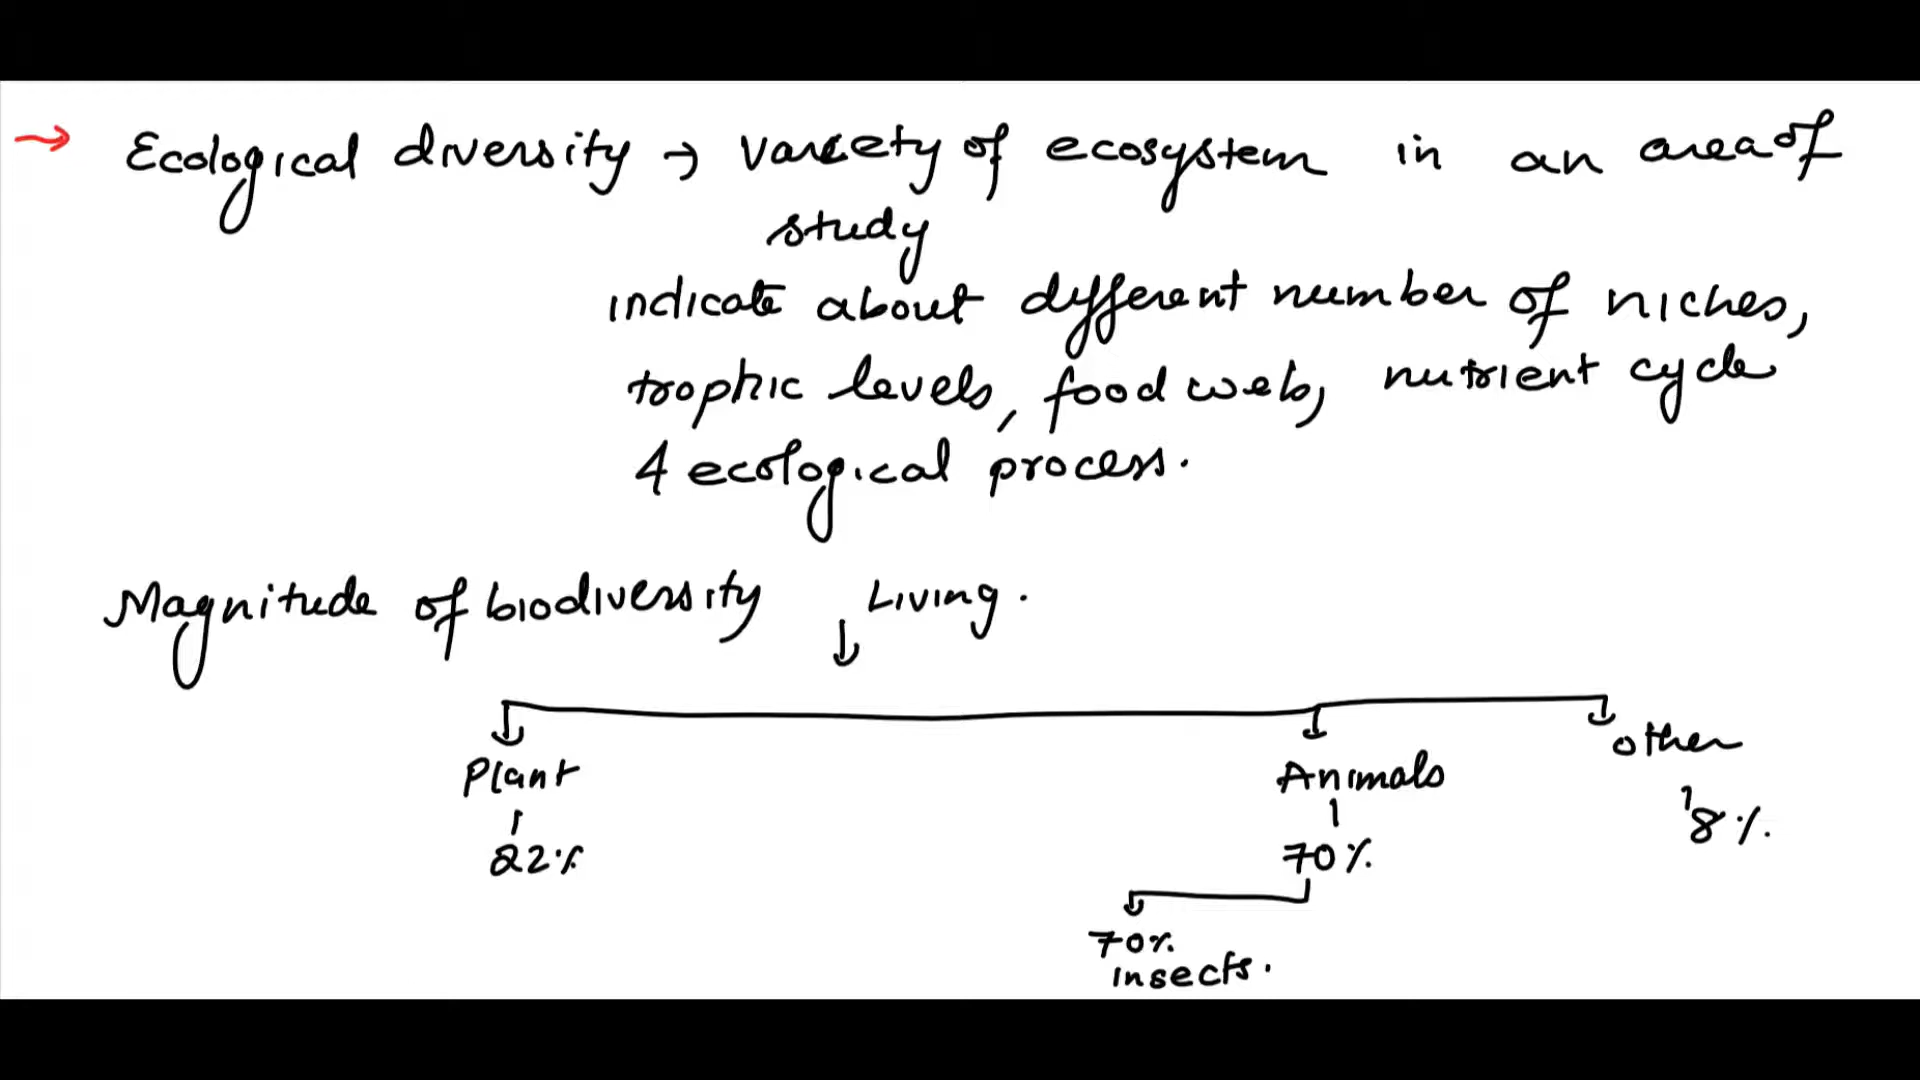 → Ecological diversity → variety of ecosystem in an area of
study
indicate about different number of niches,
trophic levels, food web, nutrient cycle
& ecological process.
Magnitude of biodiversity ↓ Living.
Plant Animals other
22% 70% 8%
70%
insects.